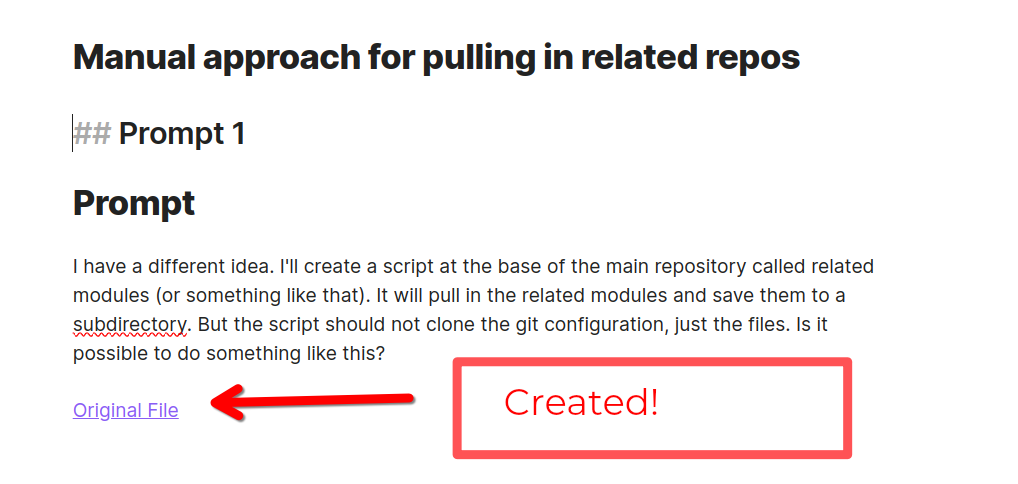 Manual approach for pulling in related repos
## Prompt 1
Prompt
I have a different idea. I'll create a script at the base of the main repository called related
modules (or something like that). It will pull in the related modules and save them to a
subdirectory. But the script should not clone the git configuration, just the files. Is it
possible to do something like this?
Created!
Original File